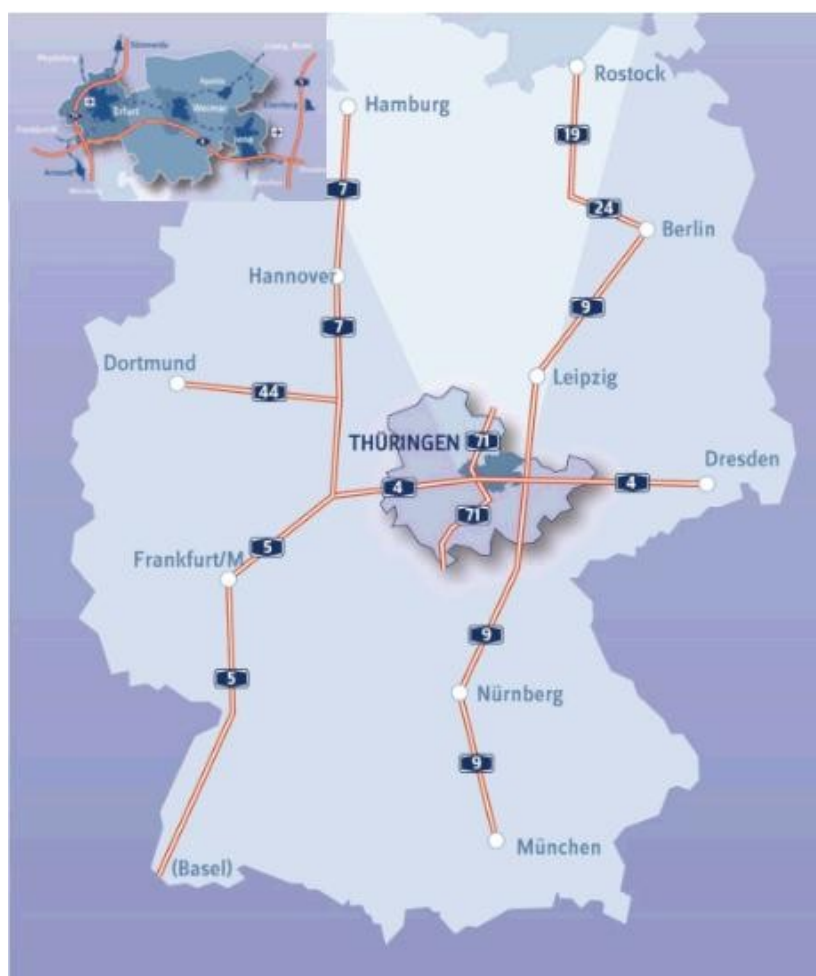 Erfurt
Weimar
Rostock
Hamburg
19
7
24
Berlin
Hannover
9
7
Dortmund
Leipzig
44
THÜRINGEN
71
Dresden
4
4
71
5
Frankfurt/M
9
5
Nürnberg
9
München
(Basel)